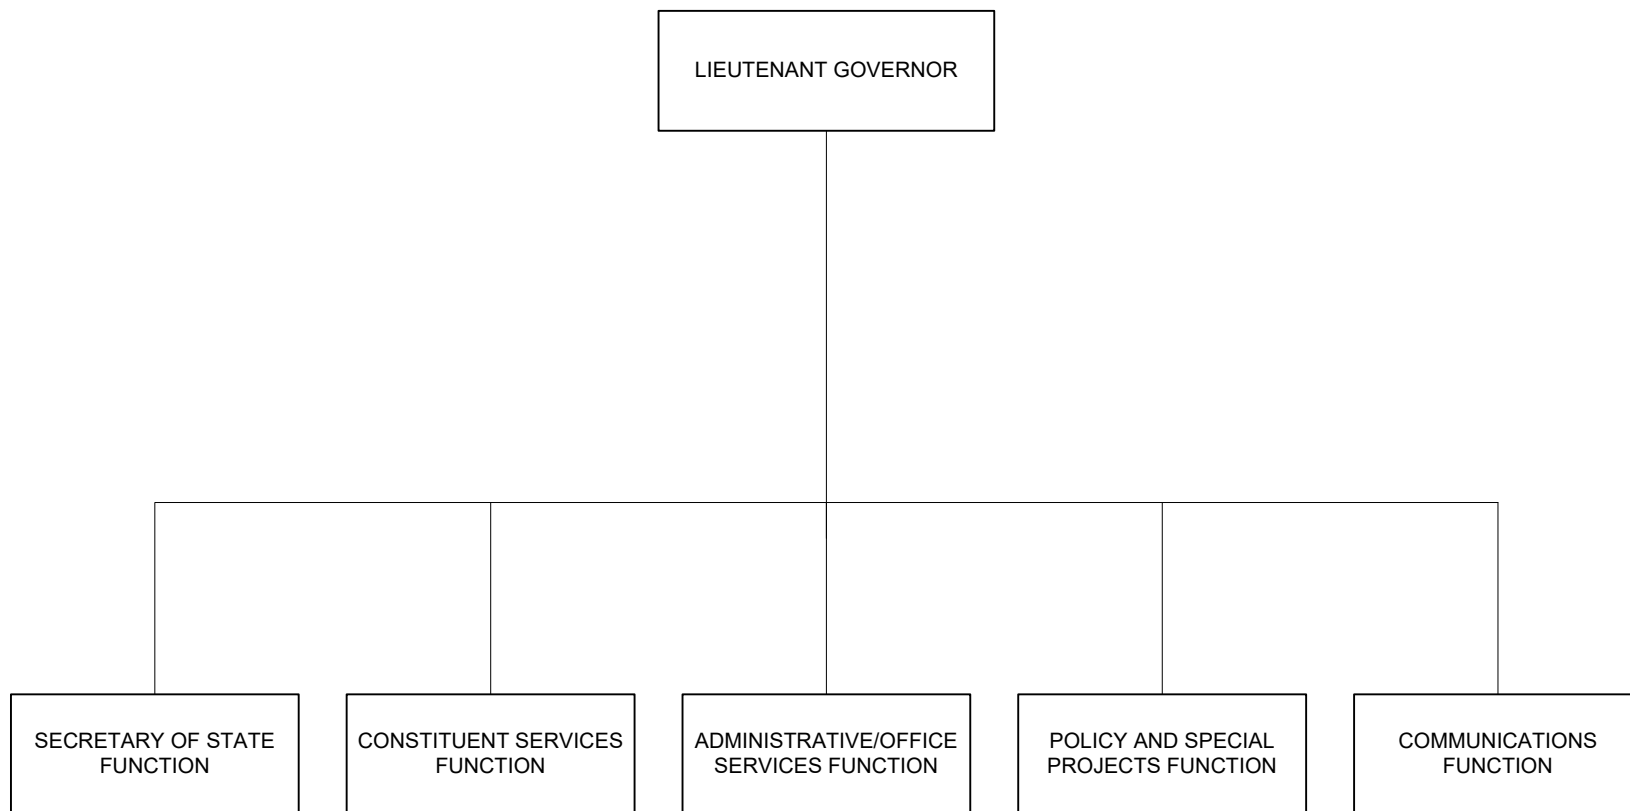 LIEUTENANT GOVERNOR
SECRETARY OF STATE
FUNCTION
CONSTITUENT SERVICES
FUNCTION
ADMINISTRATIVE/OFFICE
SERVICES FUNCTION
POLICY AND SPECIAL
PROJECTS FUNCTION
COMMUNICATIONS
FUNCTION